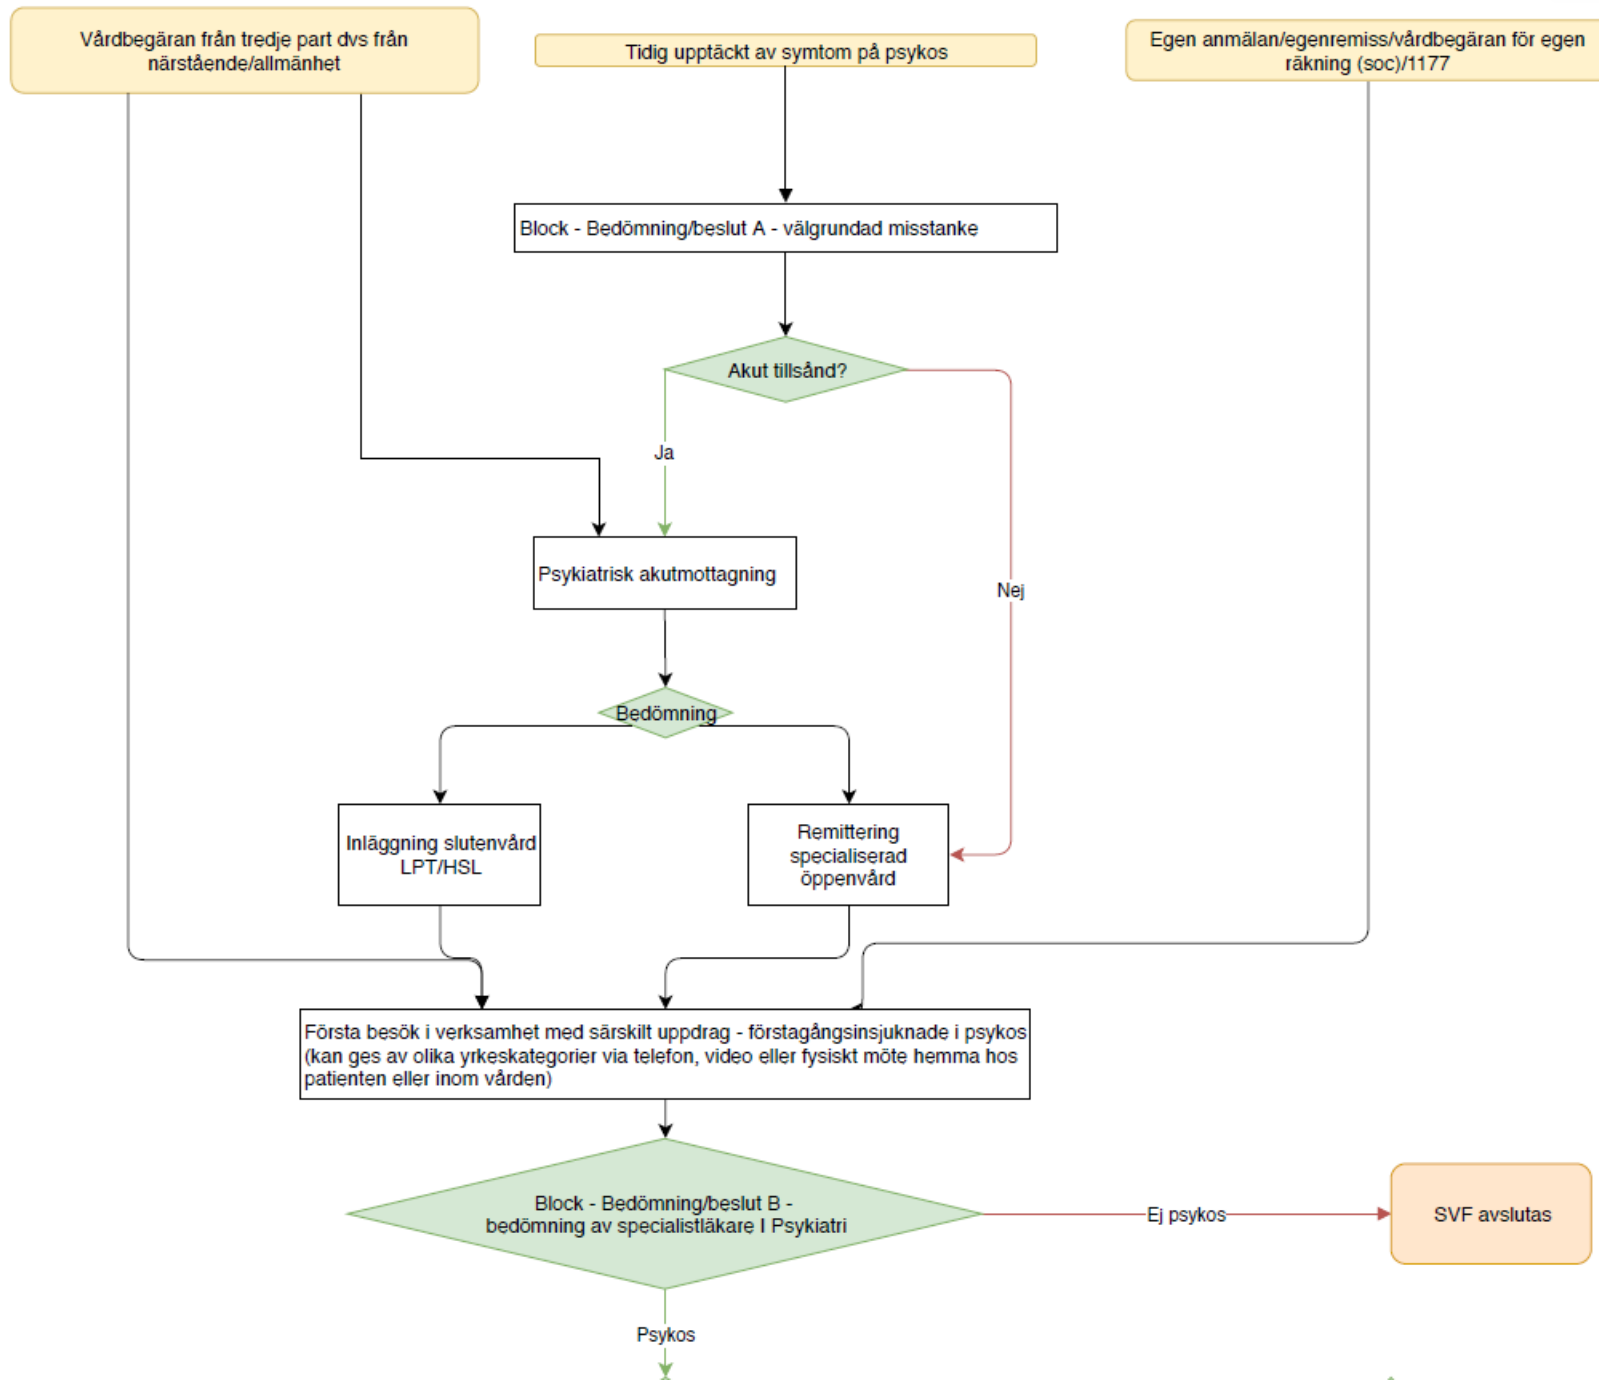 Vårdbegäran från tredje part dvs från
närstående/allmänhet
Tidig upptäckt av symtom på psykos
Egen anmälan/egenremiss/vårdbegäran för egen
räkning (soc)/1177
Block - Bedömning/beslut A - välgrundad misstanke
Akut tillsånd?
Ja
Psykiatrisk akutmottagning
Nej
Bedömning
Inläggning slutenvård
LPT/HSL
Remittering
specialiserad
öppenvård
Första besök i verksamhet med särskilt uppdrag - förstagångsinsjuknade i psykos
(kan ges av olika yrkeskategorier via telefon, video eller fysiskt möte hemma hos
patienten eller inom vården)
Block - Bedömning/beslut B -
bedömning av specialistläkare I Psykiatri
Ej psykos
SVF avslutas
Psykos